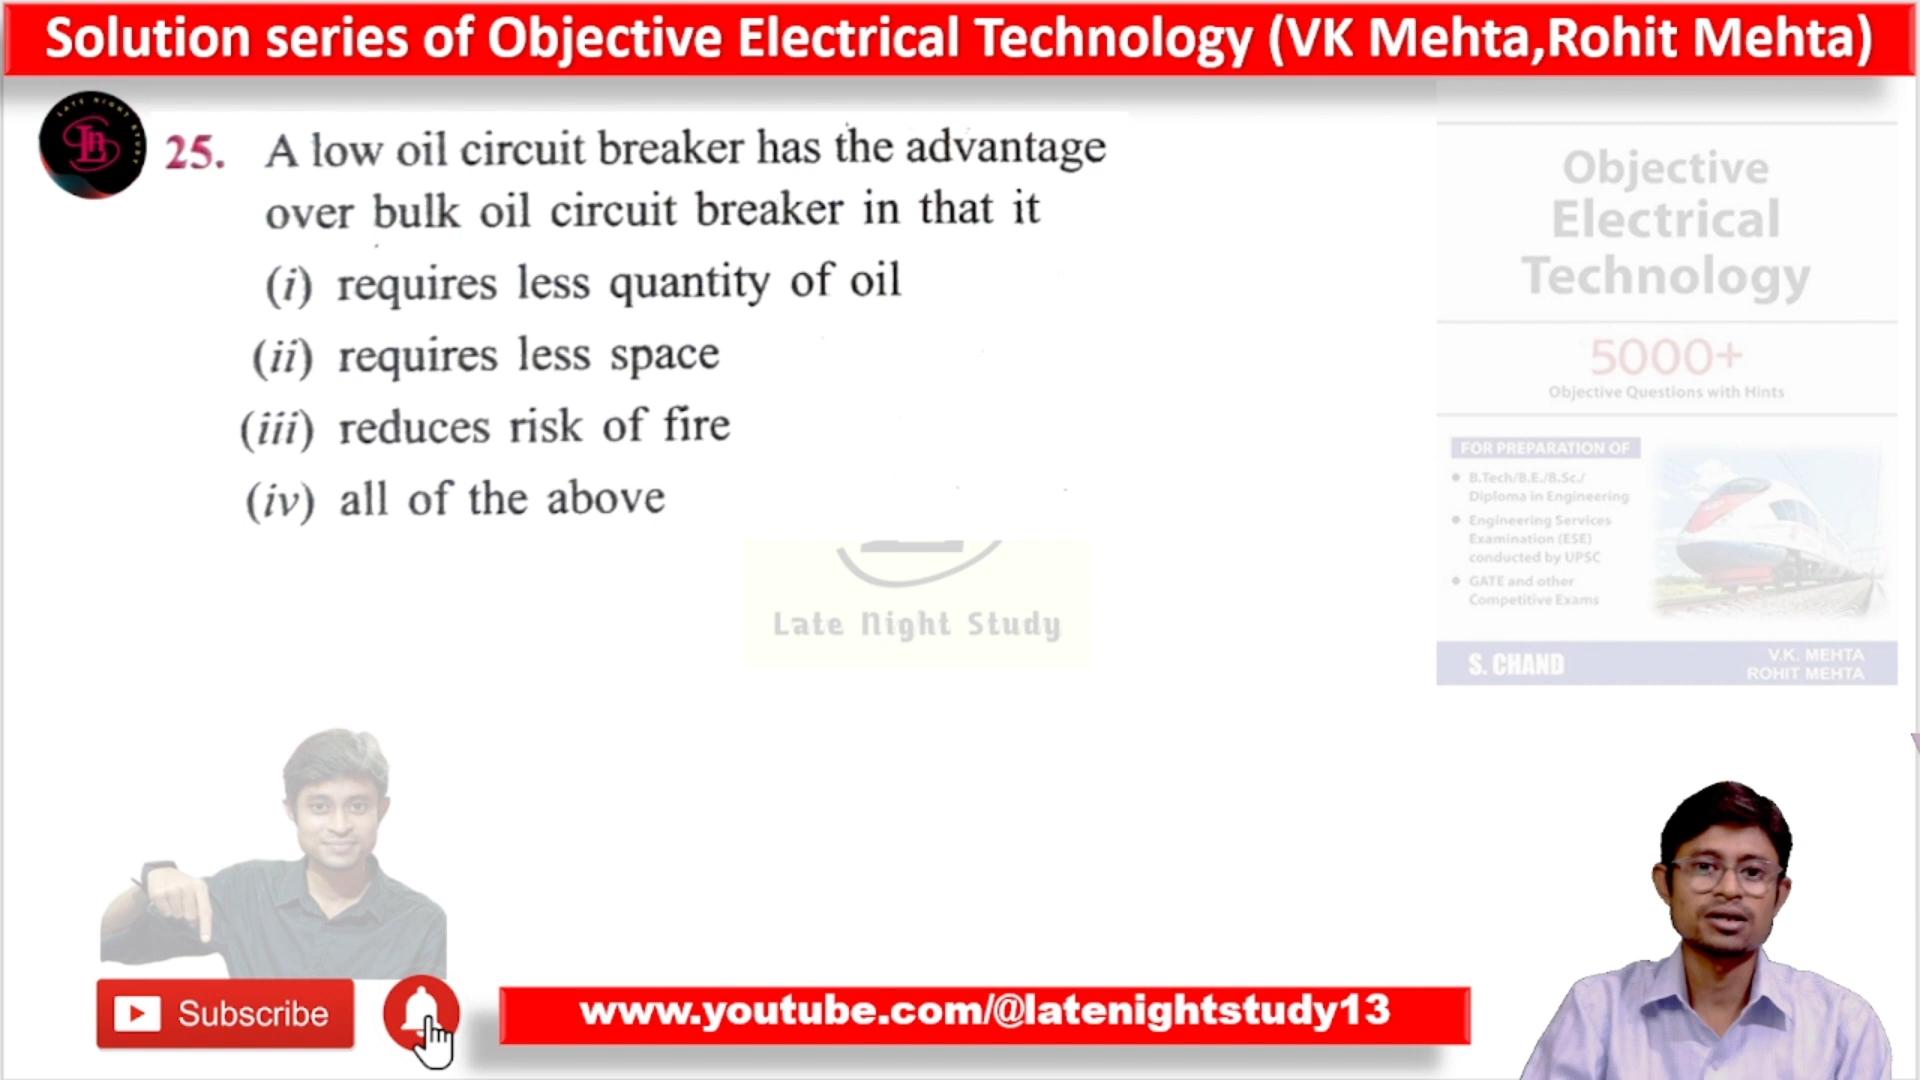 Solution series of Objective Electrical Technology (VK Mehta,Rohit Mehta)
LATE NIGHT STUDY
25. A low oil circuit breaker has the advantage
over bulk oil circuit breaker in that it
(i) requires less quantity of oil
(ii) requires less space
(iii) reduces risk of fire
(iv) all of the above
Late Night Study
Objective
Electrical
Technology
5000+
Objective Questions with Hints
FOR PREPARATION OF
• B.Tech/B.E./B.Sc./
Diploma in Engineering
• Engineering Services
Examination (ESE)
conducted by UPSC
• GATE and other
Competitive Exams
S. CHAND
V.K. MEHTA
ROHIT MEHTA
Subscribe
www.youtube.com/@latenightstudy13